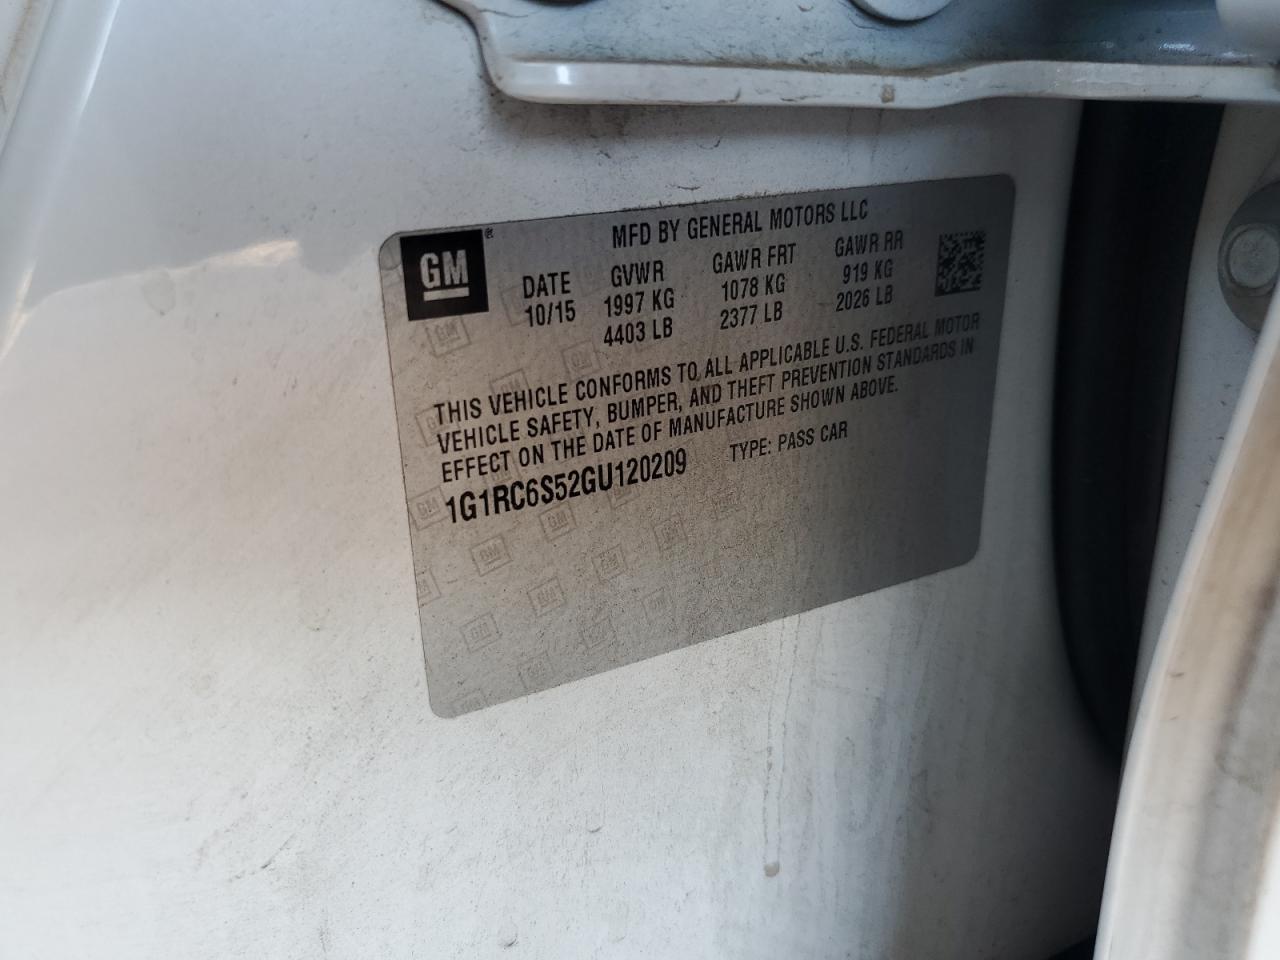 GM®
MFD BY GENERAL MOTORS LLC
DATE GVWR GAWR FRT GAWR RR
10/15 1997 KG 1078 KG 919 KG
4403 LB 2377 LB 2026 LB
THIS VEHICLE CONFORMS TO ALL APPLICABLE U.S. FEDERAL MOTOR
VEHICLE SAFETY, BUMPER, AND THEFT PREVENTION STANDARDS IN
EFFECT ON THE DATE OF MANUFACTURE SHOWN ABOVE.
1G1RC6S52GU120209 TYPE: PASS CAR